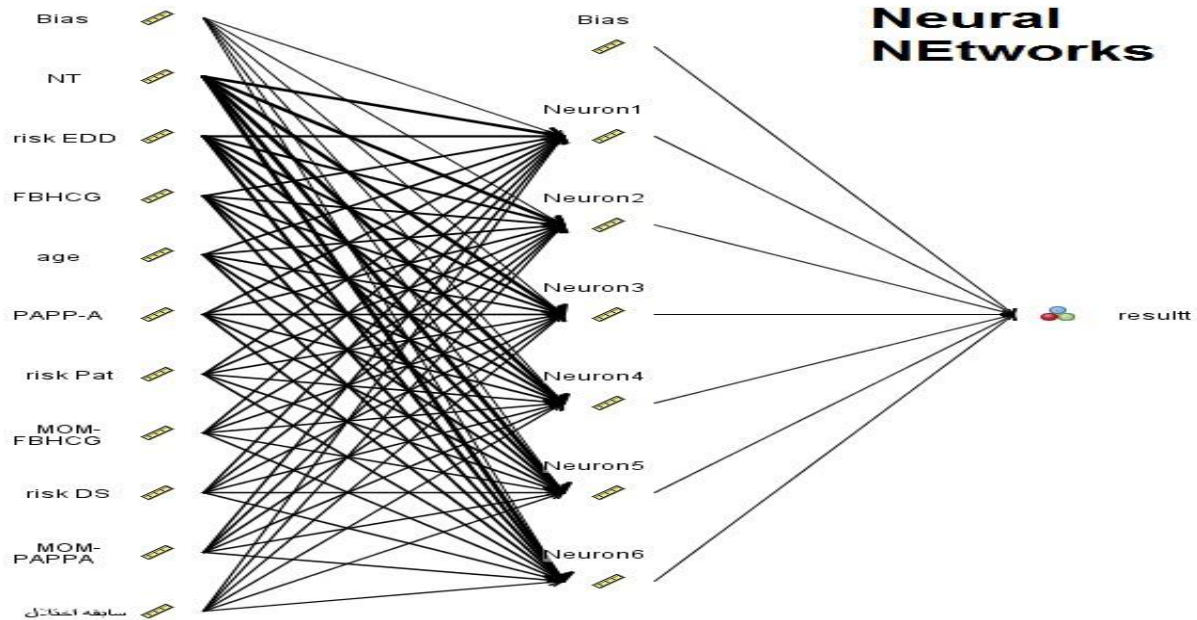 Neural
NEtworks
Bias
NT
risk EDD
FBHCG
age
PAPP-A
risk Pat
MOM-
FBHCG
risk DS
MOM-
PAPPA
سابقه اختلال
Bias
Neuron1
Neuron2
Neuron3
Neuron4
Neuron5
Neuron6
resultt